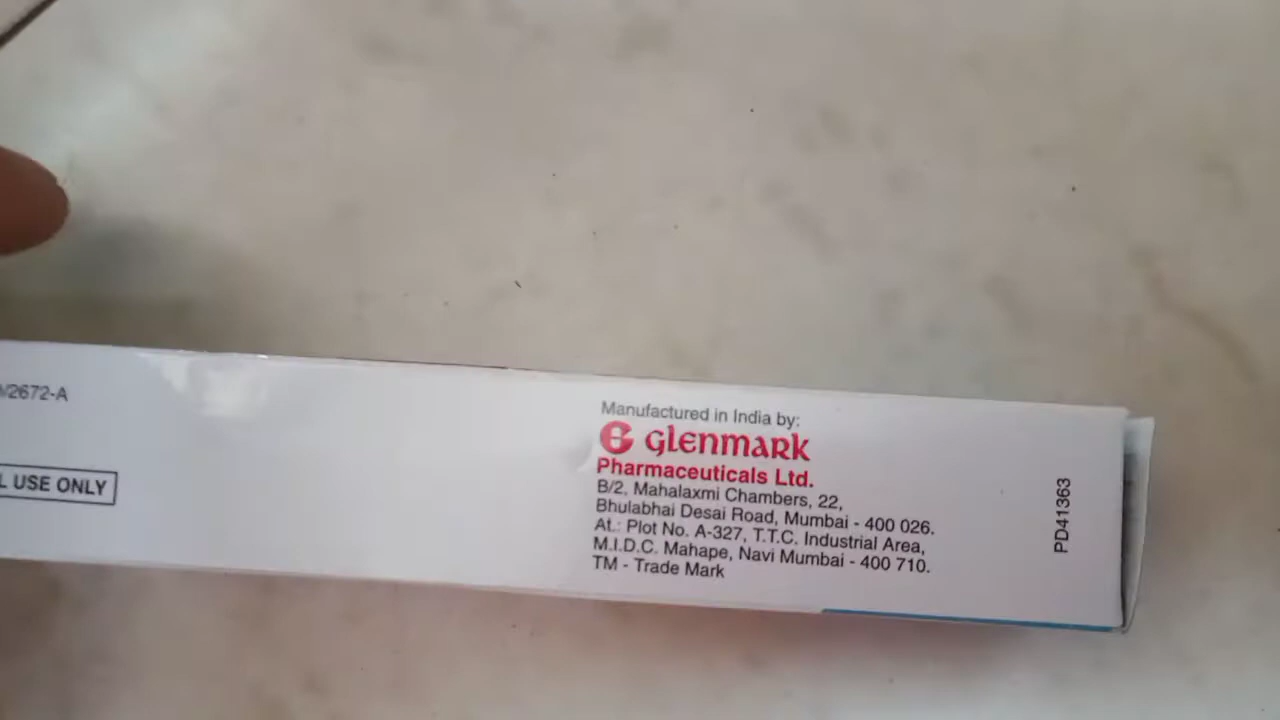 /2672-A
L USE ONLY
Manufactured in India by:
GLENMARK
Pharmaceuticals Ltd.
B/2, Mahalaxmi Chambers, 22,
Bhulabhai Desai Road, Mumbai - 400 026.
At.: Plot No. A-327, T.T.C. Industrial Area,
M.I.D.C. Mahape, Navi Mumbai - 400 710.
TM - Trade Mark
PD41363